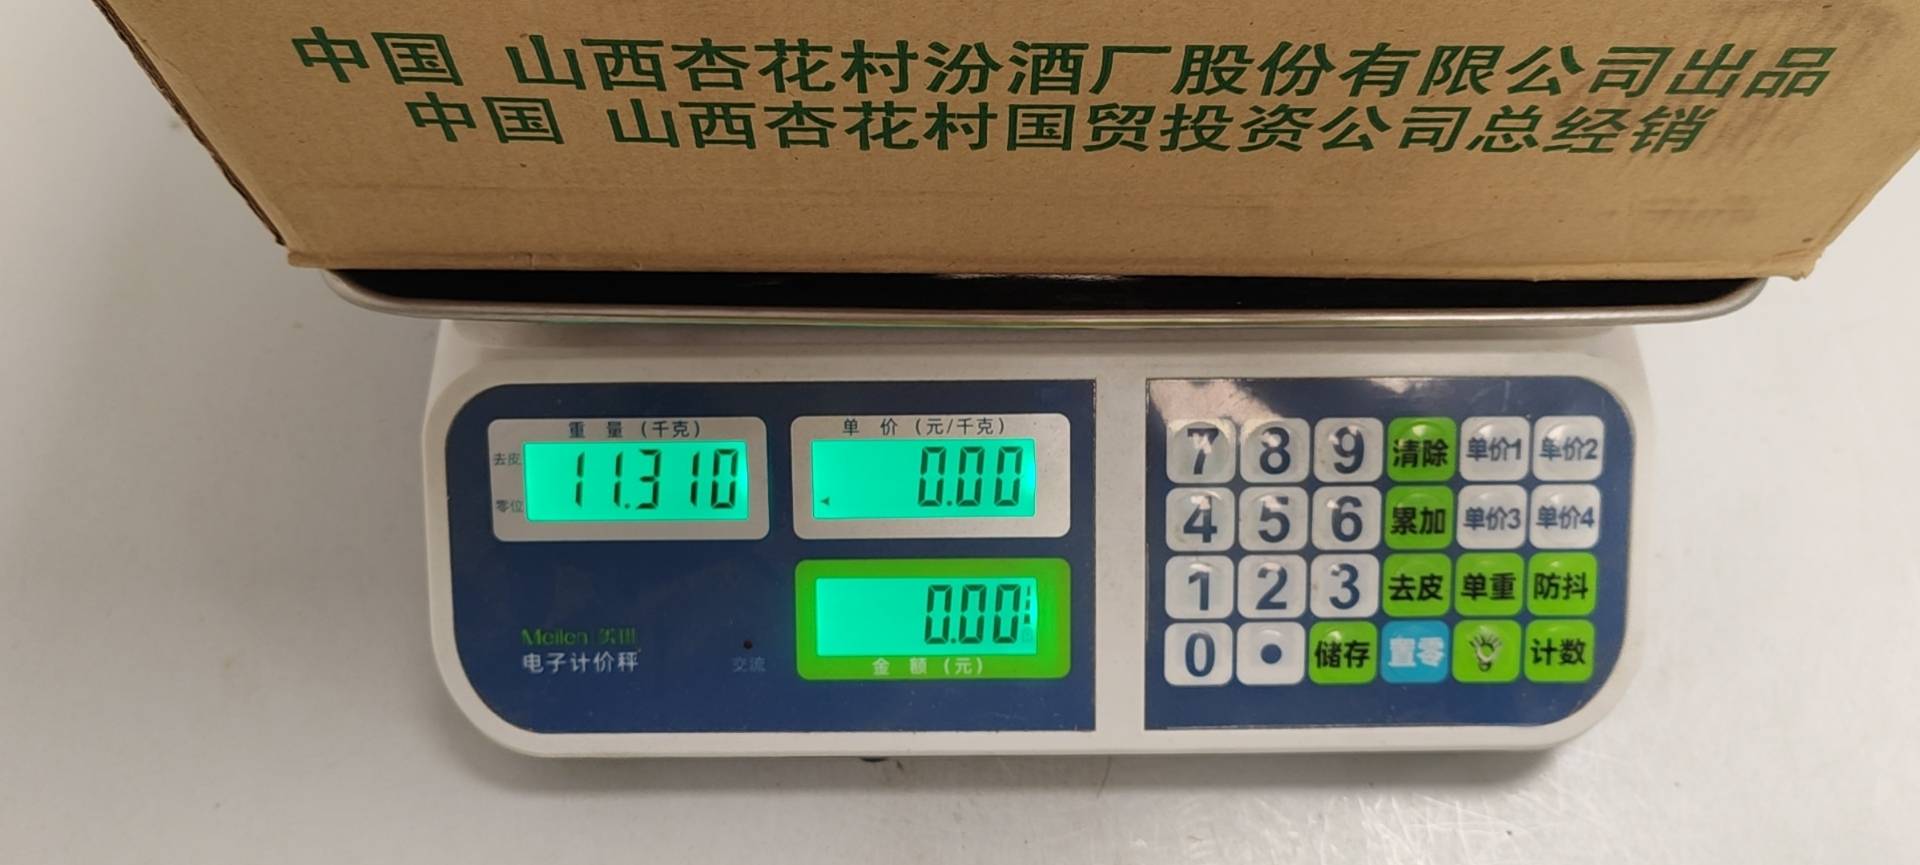 中国 山西杏花村汾酒厂股份有限公司出品
中国 山西杏花村国贸投资公司总经销
重 量 (千克)
去皮
零位
11.310
单 价 (元/千克)
0.00
0.00
金 额 (元)
Meilen
电子计价秤
交流
7 8 9 清除 单价1 单价2
4 5 6 累加 单价3 单价4
1 2 3 去皮 单重 防抖
0 • 储存 置零 计数